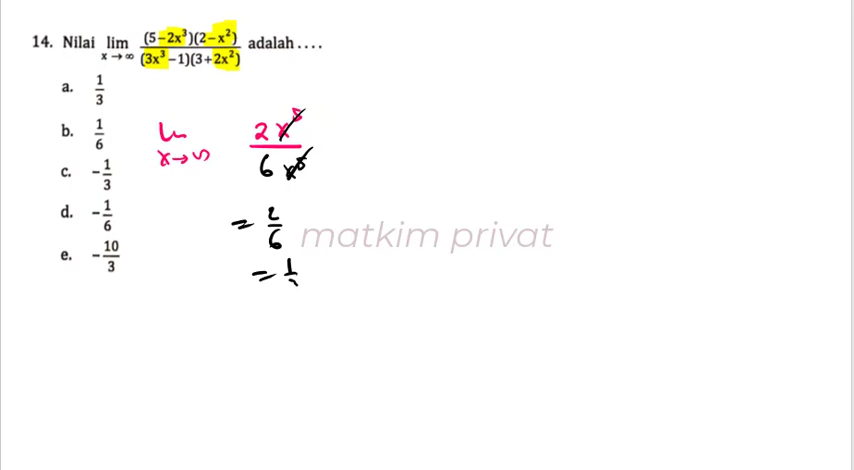 14. Nilai lim x→∞ (5−2x³)(2−x²) / (3x³−1)(3+2x²) adalah ....
a. 1/3
b. 1/6
c. −1/3
d. −1/6
e. −10/3
lim x→∞ 2x⁵ / 6x⁵
= 2/6
= 1/
matkim privat